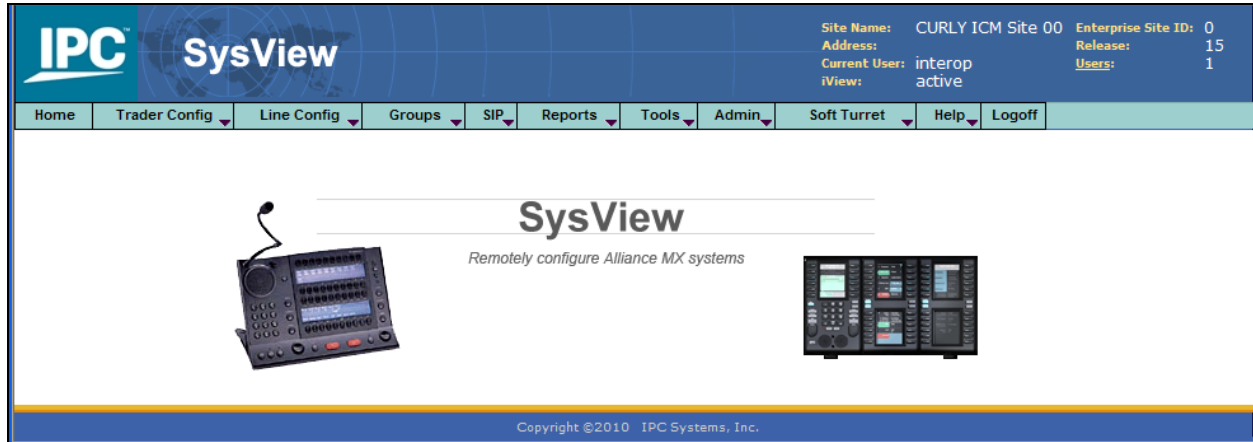 IPC™ SysView
Site Name: CURLY ICM Site 00 Enterprise Site ID: 0
Address: Release: 15
Current User: interop Users: 1
iView: active
Home Trader Config Line Config Groups SIP Reports Tools Admin Soft Turret Help Logoff
SysView
Remotely configure Alliance MX systems
Copyright ©2010 IPC Systems, Inc.